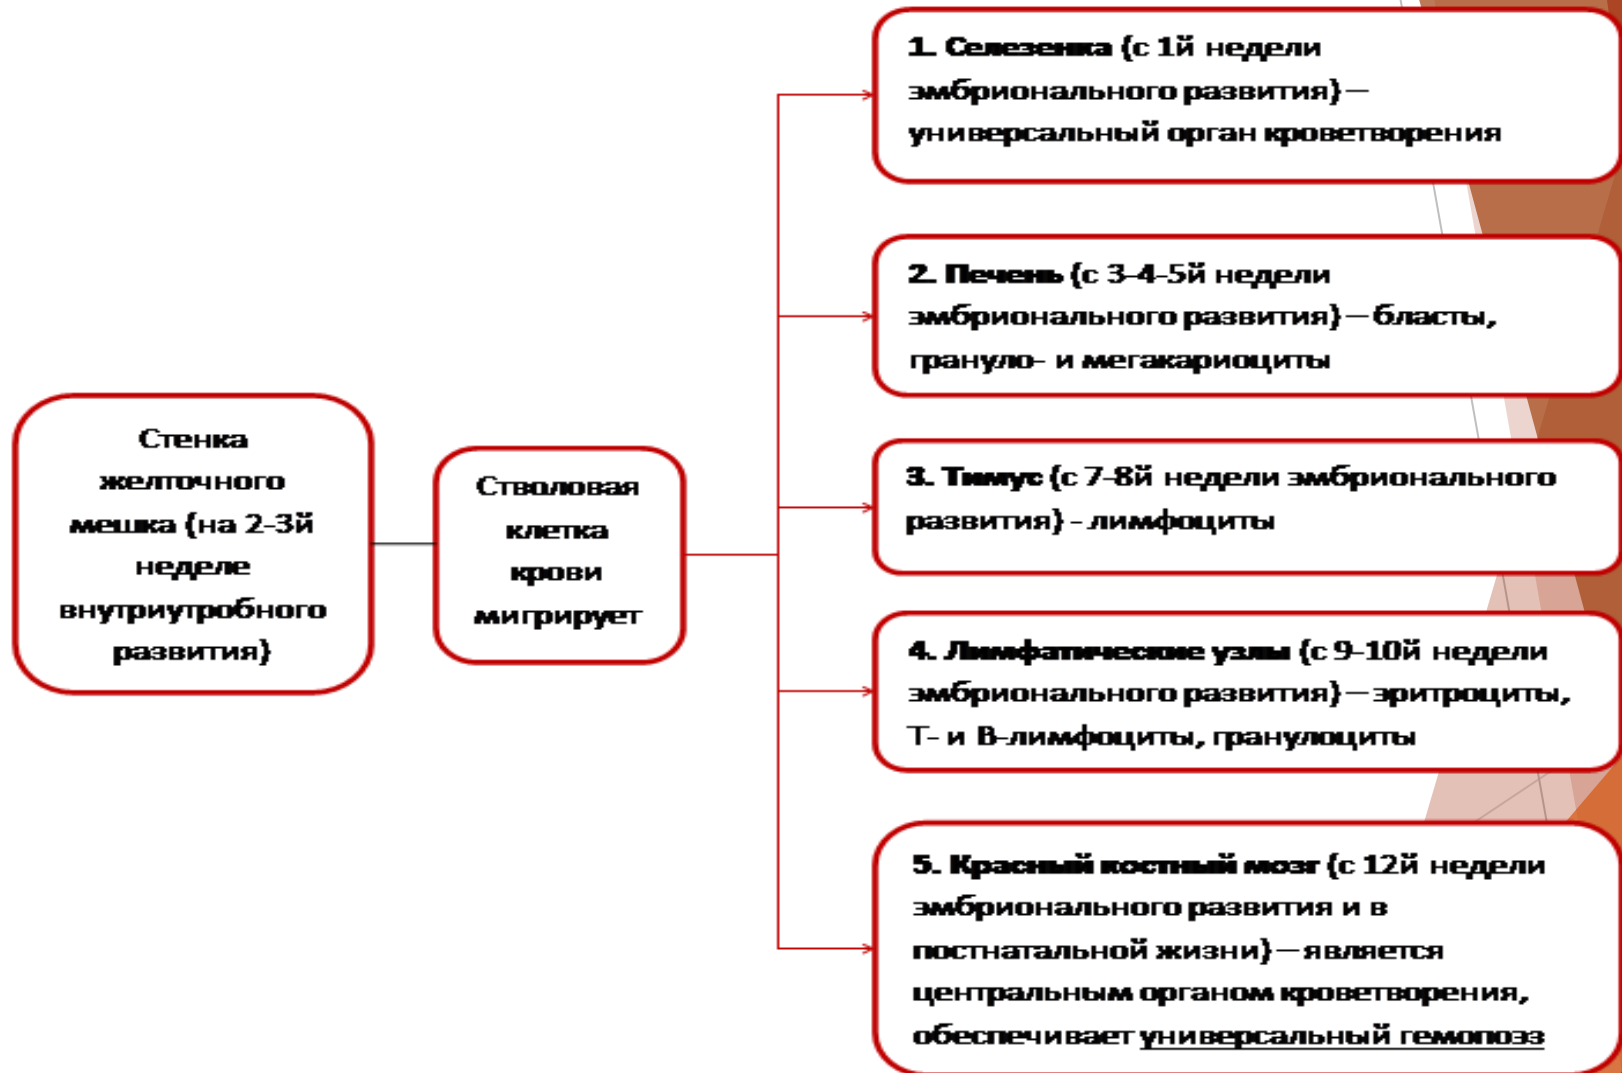 Стенка
желточного
мешка (на 2-3й
неделе
внутриутробного
развития)
Стволовая
клетка
крови
мигрирует
1. Селезенка (с 1й недели
эмбрионального развития) –
универсальный орган кроветворения
2. Печень (с 3-4-5й недели
эмбрионального развития) – бласты,
грануло- и мегакариоциты
3. Тимус (с 7-8й недели эмбрионального
развития) - лимфоциты
4. Лимфатические узлы (с 9-10й недели
эмбрионального развития) – эритроциты,
Т- и В-лимфоциты, гранулоциты
5. Красный костный мозг (с 12й недели
эмбрионального развития и в
постнатальной жизни) – является
центральным органом кроветворения,
обеспечивает универсальный гемопоэз